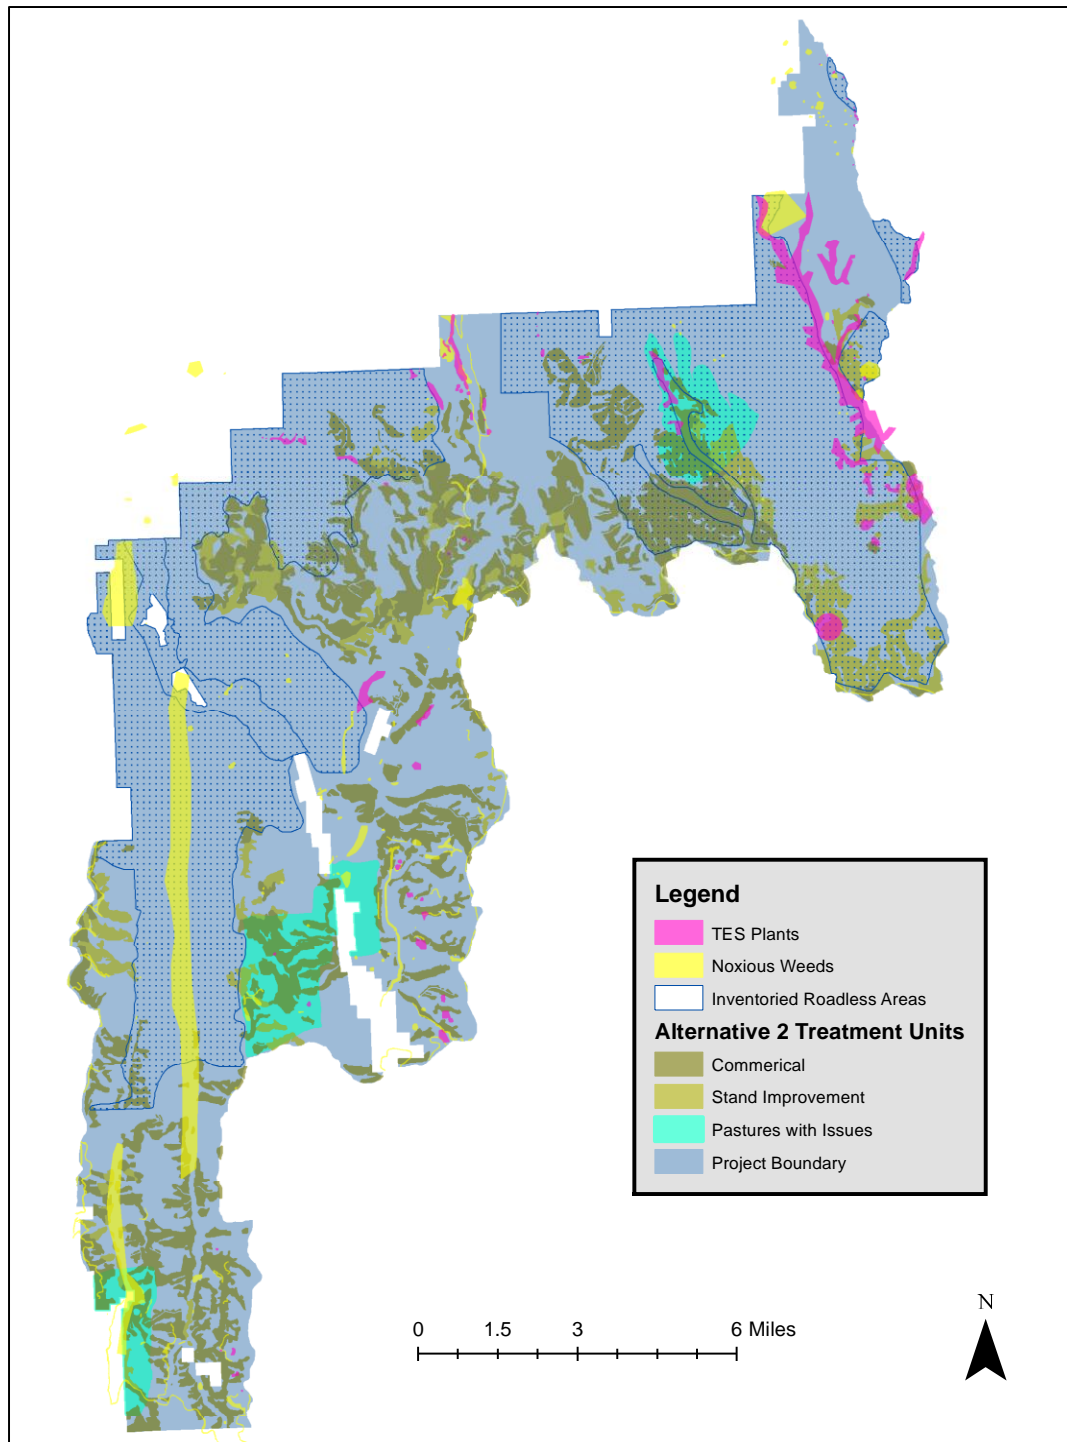 Legend
TES Plants
Noxious Weeds
Inventoried Roadless Areas
Alternative 2 Treatment Units
Commerical
Stand Improvement
Pastures with Issues
Project Boundary
N
0 1.5 3 6 Miles